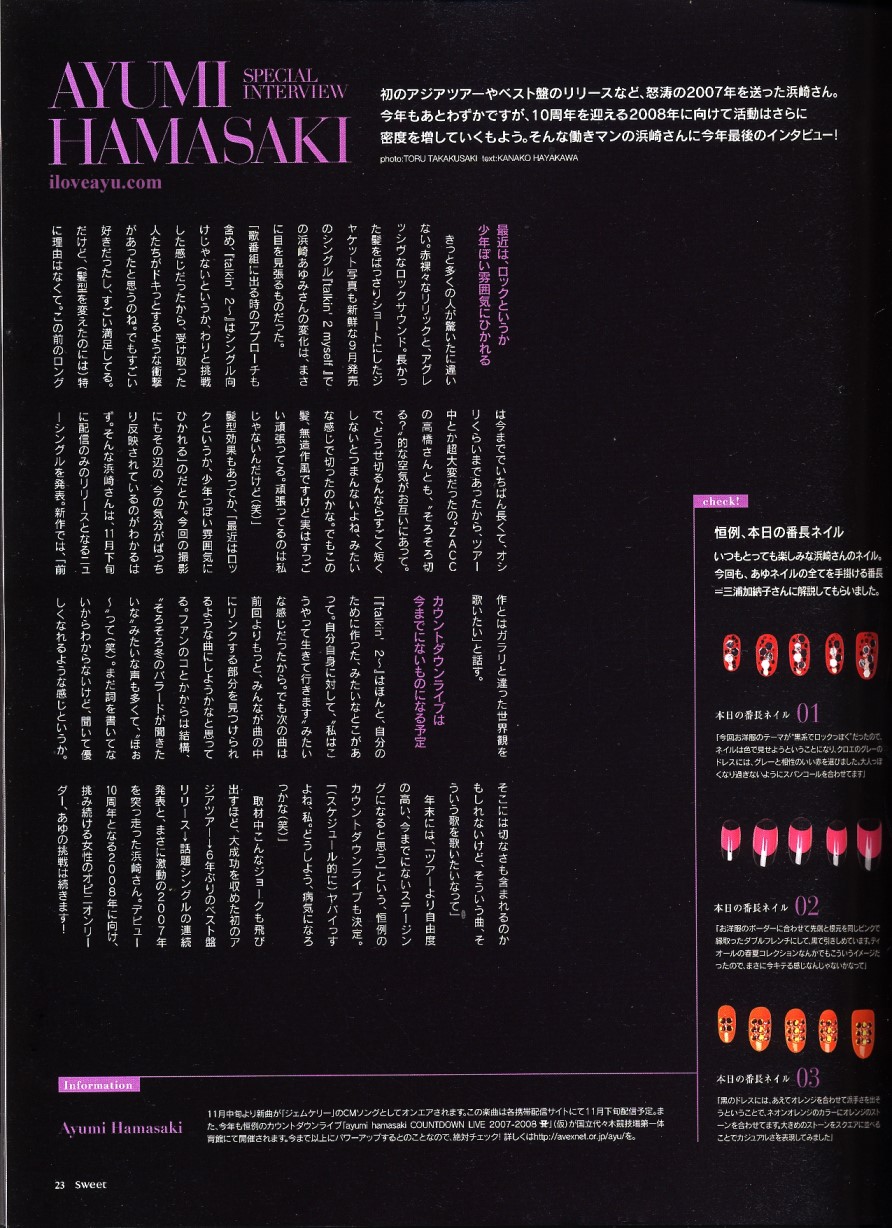 AYUMI
SPECIAL
INTERVIEW
HAMASAKI
iloveayu.com
初のアジアツアーやベスト盤のリリースなど、怒涛の2007年を送った浜崎さん。
今年もあとわずかですが、10周年を迎える2008年に向けて活動はさらに
密度を増していくもよう。そんな働きマンの浜崎さんに今年最後のインタビュー!
photo:TORU TAKAKUSAKI text:KANAKO HAYAKAWA
最近は、ロックというか
少年ぽい雰囲気にひかれる
きっと多くの人が驚いたに違い
ない。赤裸々なリリックと、アグレ
ッシヴなロックサウンド。長かっ
た髪をばっさりショートにしたジ
ャケット写真も新鮮な9月発売
のシングル『talkin' 2 myself』で
の浜崎あゆみさんの変化は、まさ
に目を見張るものだった。
「歌番組に出る時のアプローチも
含め、『talkin' 2〜』はシングル向
けじゃないというか、わりと挑戦
した感じだったから、受け取った
人たちがドキっとするような衝撃
があったと思うのね。でもすごい
好きだったし、すごい満足してる。
だけど、(髪型を変えたのには)特
に理由はなくて。この前のロング
は今まででいちばん長くて、オシ
リくらいまであったから、ツアー
中とか超大変だったの。ZACC
の高橋さんとも、“そろそろ切
る?”的な空気がお互いにあって。
で、どうせ切るんならすごく短く
しないとつまんないよね、みたい
な感じで切ったのかな。でもこの
髪、無造作風ですけど実はすっご
い頑張ってる。頑張ってるのは私
じゃないんだけど(笑)」
髪型効果もあってか、「最近はロッ
クというか、少年っぽい雰囲気に
ひかれる」のだとか。今回の撮影
にもその辺の、今の気分がばっち
り反映されているのがわかるは
ず。そんな浜崎さんは、11月下旬
に配信のみのリリースとなるニュ
ーシングルを発表。新作では、「前
作とはガラリと違った世界観を
歌いたい」と話す。
カウントダウンライブは
今までにないものになる予定
「『talkin' 2〜』はほんと、自分の
ために作った、みたいなとこがあ
って。自分自身に対して、“私はこ
うやって生きて行きます”みたい
な感じだったから。でも次の曲は
前回よりもっと、みんなが曲の中
にリンクする部分を見つけられ
るような曲にしようかなと思って
る。ファンのコとかからは結構、
“そろそろ冬のバラードが聞きた
いな”みたいな声も多くて、“ほぉ
〜”って(笑)。まだ詞を書いてな
いからわからないけど、聞いて優
しくなれるような感じというか。
そこには切なさも含まれるのか
もしれないけど、そういう曲、そ
ういう歌を歌いたいなって」
年末には、「ツアーより自由度
の高い、今までにないステージン
グになると思う」という、恒例の
カウントダウンライブも決定。
「(スケジュール的に)ヤバイっす
よね、私。どうしよう、病気になろ
っかな(笑)」
取材中こんなジョークも飛び
出すほど、大成功を収めた初のア
ジアツアー→6年ぶりのベスト盤
リリース→話題シングルの連続
発表と、まさに激動の2007年
を突っ走った浜崎さん。デビュー
10周年となる2008年に向け、
挑み続ける女性のオピニオンリー
ダー、あゆの挑戦は続きます!
check!
恒例、本日の番長ネイル
いつもとっても楽しみな浜崎さんのネイル。
今回も、あゆネイルの全てを手掛ける番長
=三浦加納子さんに解説してもらいました。
本日の番長ネイル 01
「今回お洋服のテーマが“黒系でロックっぽく”だったので、
ネイルは色で見せようということになり、クロエのグレーの
ドレスには、グレーと相性のいい赤を選びました。大人っぽ
くなり過ぎないようにスパンコールを合わせてます」
本日の番長ネイル 02
「お洋服のボーダーに合わせて先端と根元を同じピンクで
縁取ったダブルフレンチにして、黒で引きしめています。ディ
オールの春夏コレクションなんかでもこういうイメージだ
ったので、まさに今キテる感じなんじゃないかなって」
本日の番長ネイル 03
「黒のドレスには、あえてオレンジを合わせて派手さを出そ
うということで、ネオンオレンジのカラーにオレンジのスト
ーンを合わせてます。大きめのストーンをスクエアに並べる
ことでカジュアルさを表現してみました」
Information
Ayumi Hamasaki
11月中旬より新曲が「ジェムケリー」のCMソングとしてオンエアされます。この楽曲は各携帯配信サイトにて11月下旬配信予定。ま
た、今年も恒例のカウントダウンライブ「ayumi hamasaki COUNTDOWN LIVE 2007-2008」(仮)が国立代々木競技場第一体
育館にて開催されます。今まで以上にパワーアップするとのことなので、絶対チェック! 詳しくはhttp://avexnet.or.jp/ayu/を。
23 Sweet